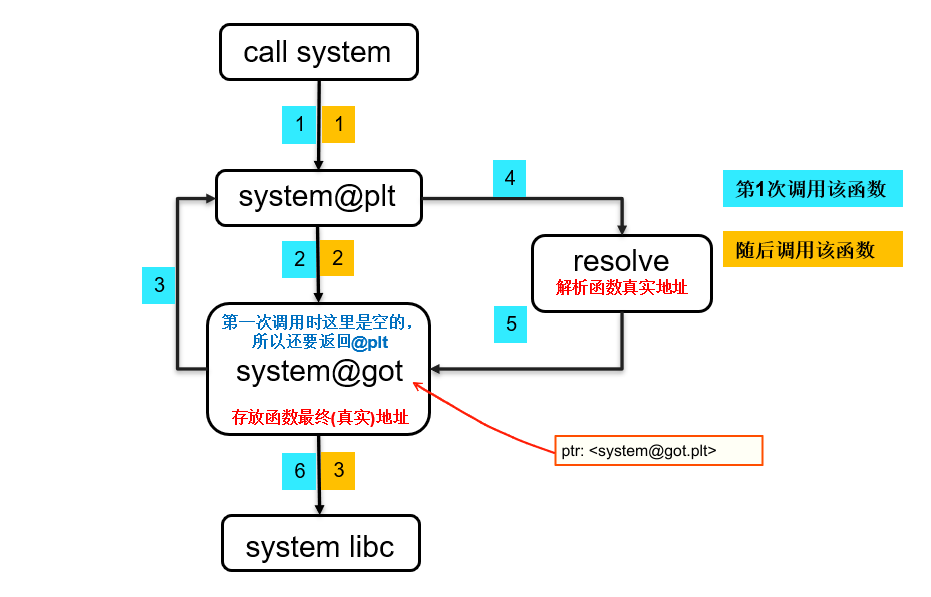 call system
1
1
system@plt
4
第1次调用该函数
随后调用该函数
2
2
3
resolve
解析函数真实地址
5
第一次调用时这里是空的，
所以还要返回@plt
system@got
存放函数最终(真实)地址
ptr: <system@got.plt>
6
3
system libc